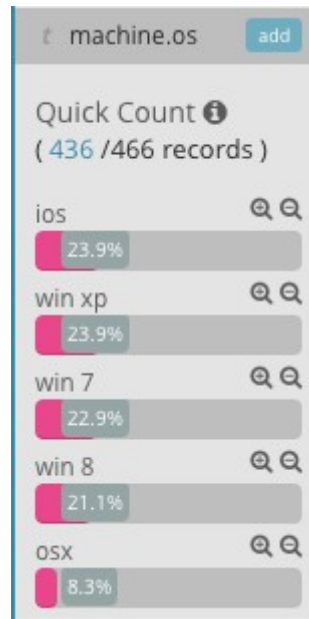 t machine.os add
Quick Count
( 436 /466 records )
ios
23.9%
win xp
23.9%
win 7
22.9%
win 8
21.1%
osx
8.3%